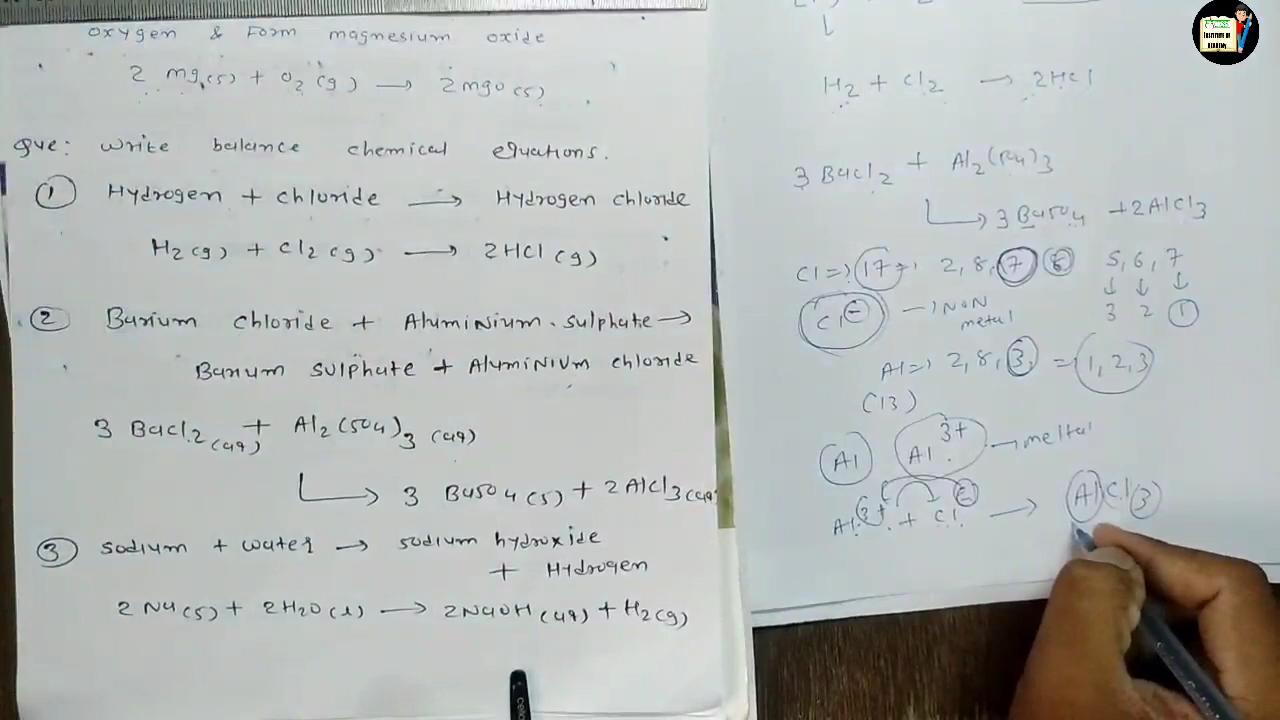 oxygen & Form magnesium oxide
2 Mg(s) + O2(g) → 2MgO(s)
Que: Write balance chemical equations.
① Hydrogen + chloride → Hydrogen chloride
H2(g) + Cl2(g) → 2HCl(g)
② Barium chloride + Aluminium sulphate →
Barium sulphate + Aluminium chloride
3 BaCl2(aq) + Al2(SO4)3(aq)
→ 3 BaSO4(s) + 2AlCl3(aq
③ sodium + water → sodium hydroxide
+ Hydrogen
2Na(s) + 2H2O(l) → 2NaOH(aq) + H2(g)
H2 + Cl2 → 2HCl
3 BaCl2 + Al2(SO4)3
→ 3 BaSO4 + 2AlCl3
Cl => 17 => 2, 8, 7 8 5, 6, 7
↓ ↓ ↓
Cl- → NON metal 3 2 1
Al => 2, 8, 3 = 1, 2, 3
(13)
Al Al3+ → metal
Al3+ + Cl- → AlCl3
INSTITUTE OF
ACADEMY